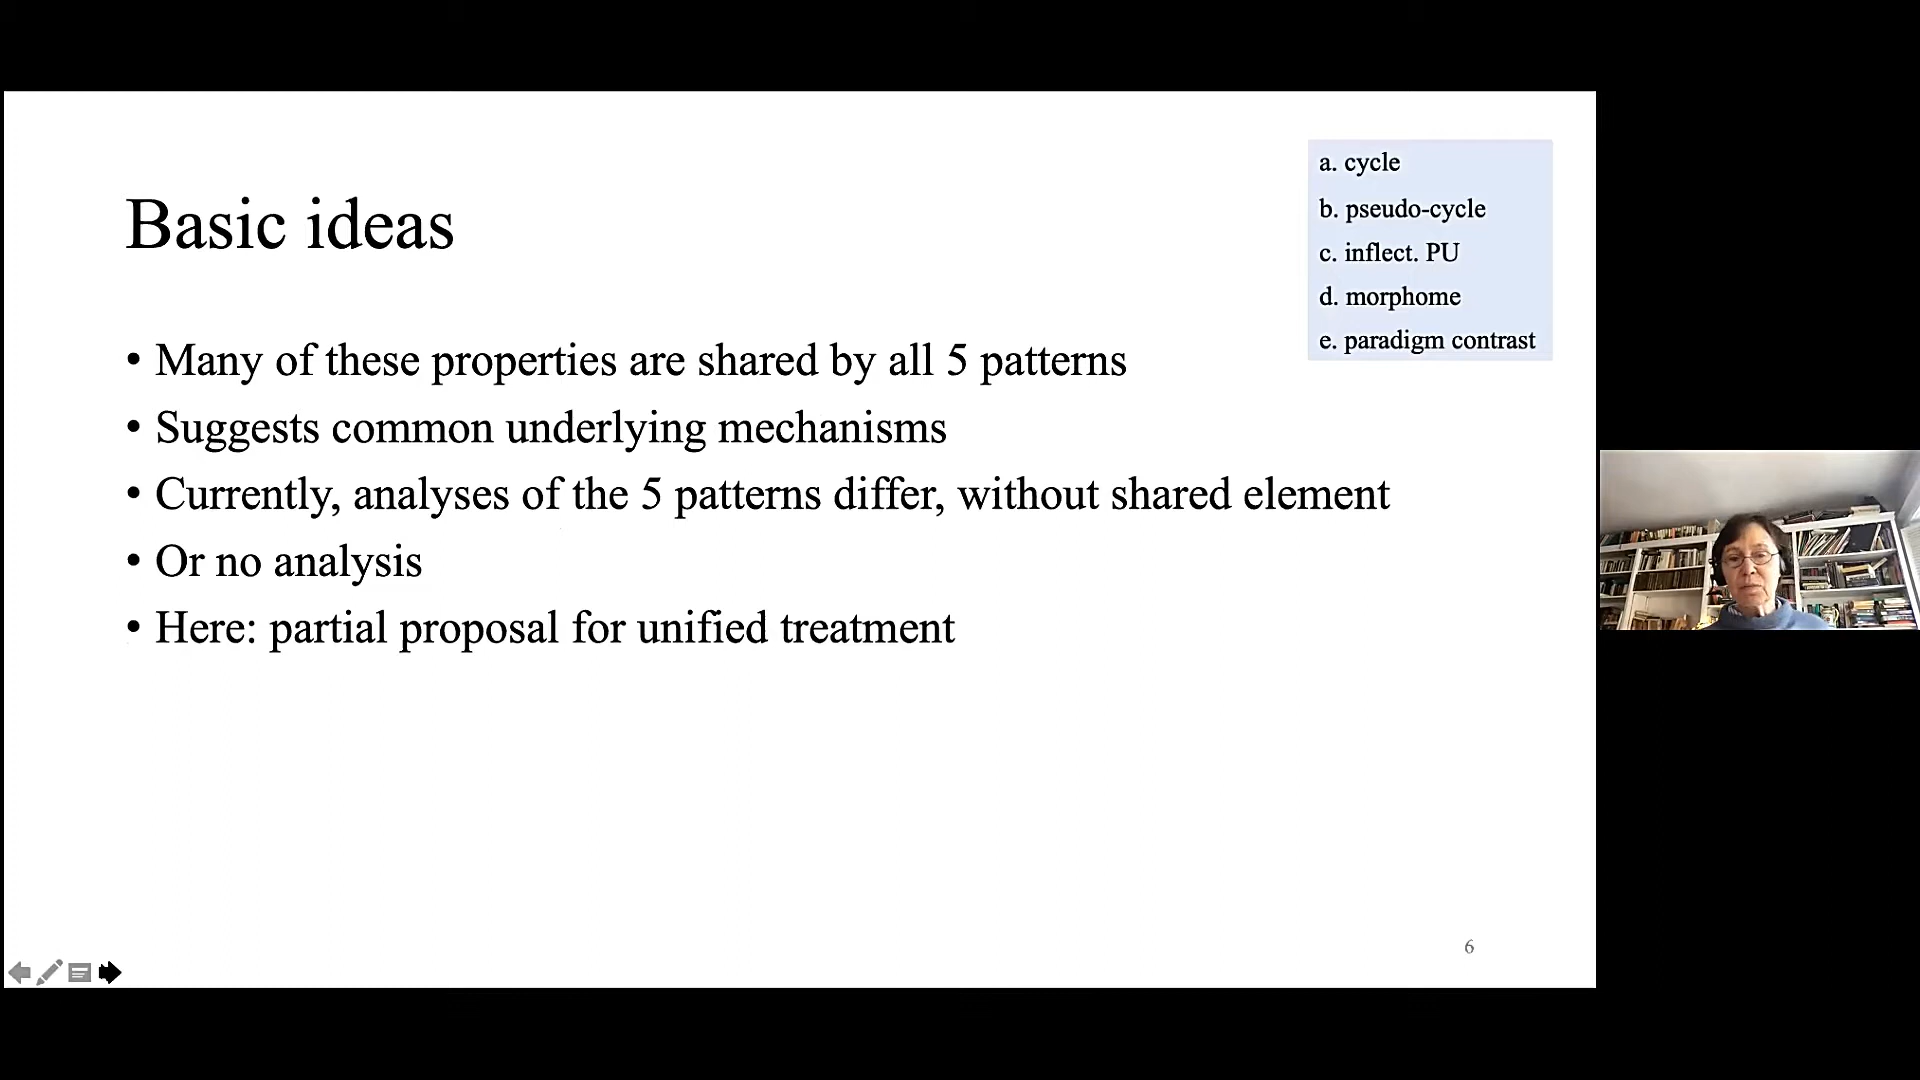 Basic ideas
a. cycle
b. pseudo-cycle
c. inflect. PU
d. morphome
e. paradigm contrast
• Many of these properties are shared by all 5 patterns
• Suggests common underlying mechanisms
• Currently, analyses of the 5 patterns differ, without shared element
• Or no analysis
• Here: partial proposal for unified treatment
6